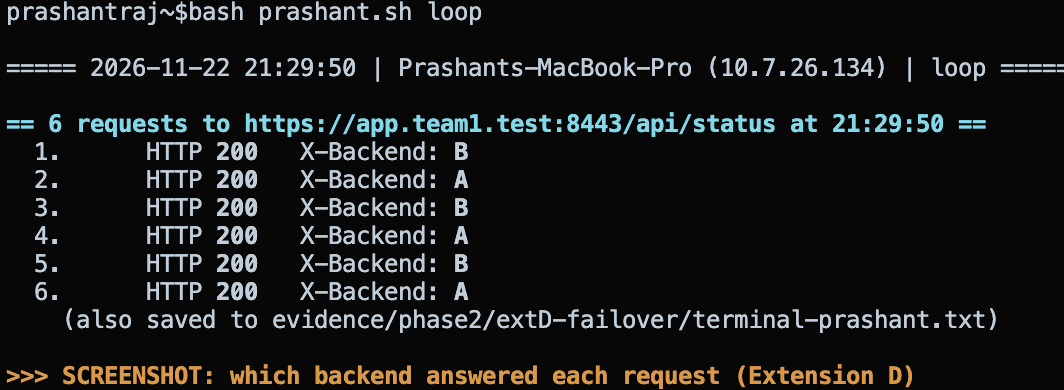 prashantraj~$bash prashant.sh loop
===== 2026-11-22 21:29:50 | Prashants-MacBook-Pro (10.7.26.134) | loop =====
== 6 requests to https://app.team1.test:8443/api/status at 21:29:50 ==
1. HTTP 200 X-Backend: B
2. HTTP 200 X-Backend: A
3. HTTP 200 X-Backend: B
4. HTTP 200 X-Backend: A
5. HTTP 200 X-Backend: B
6. HTTP 200 X-Backend: A
(also saved to evidence/phase2/extD-failover/terminal-prashant.txt)
>>> SCREENSHOT: which backend answered each request (Extension D)